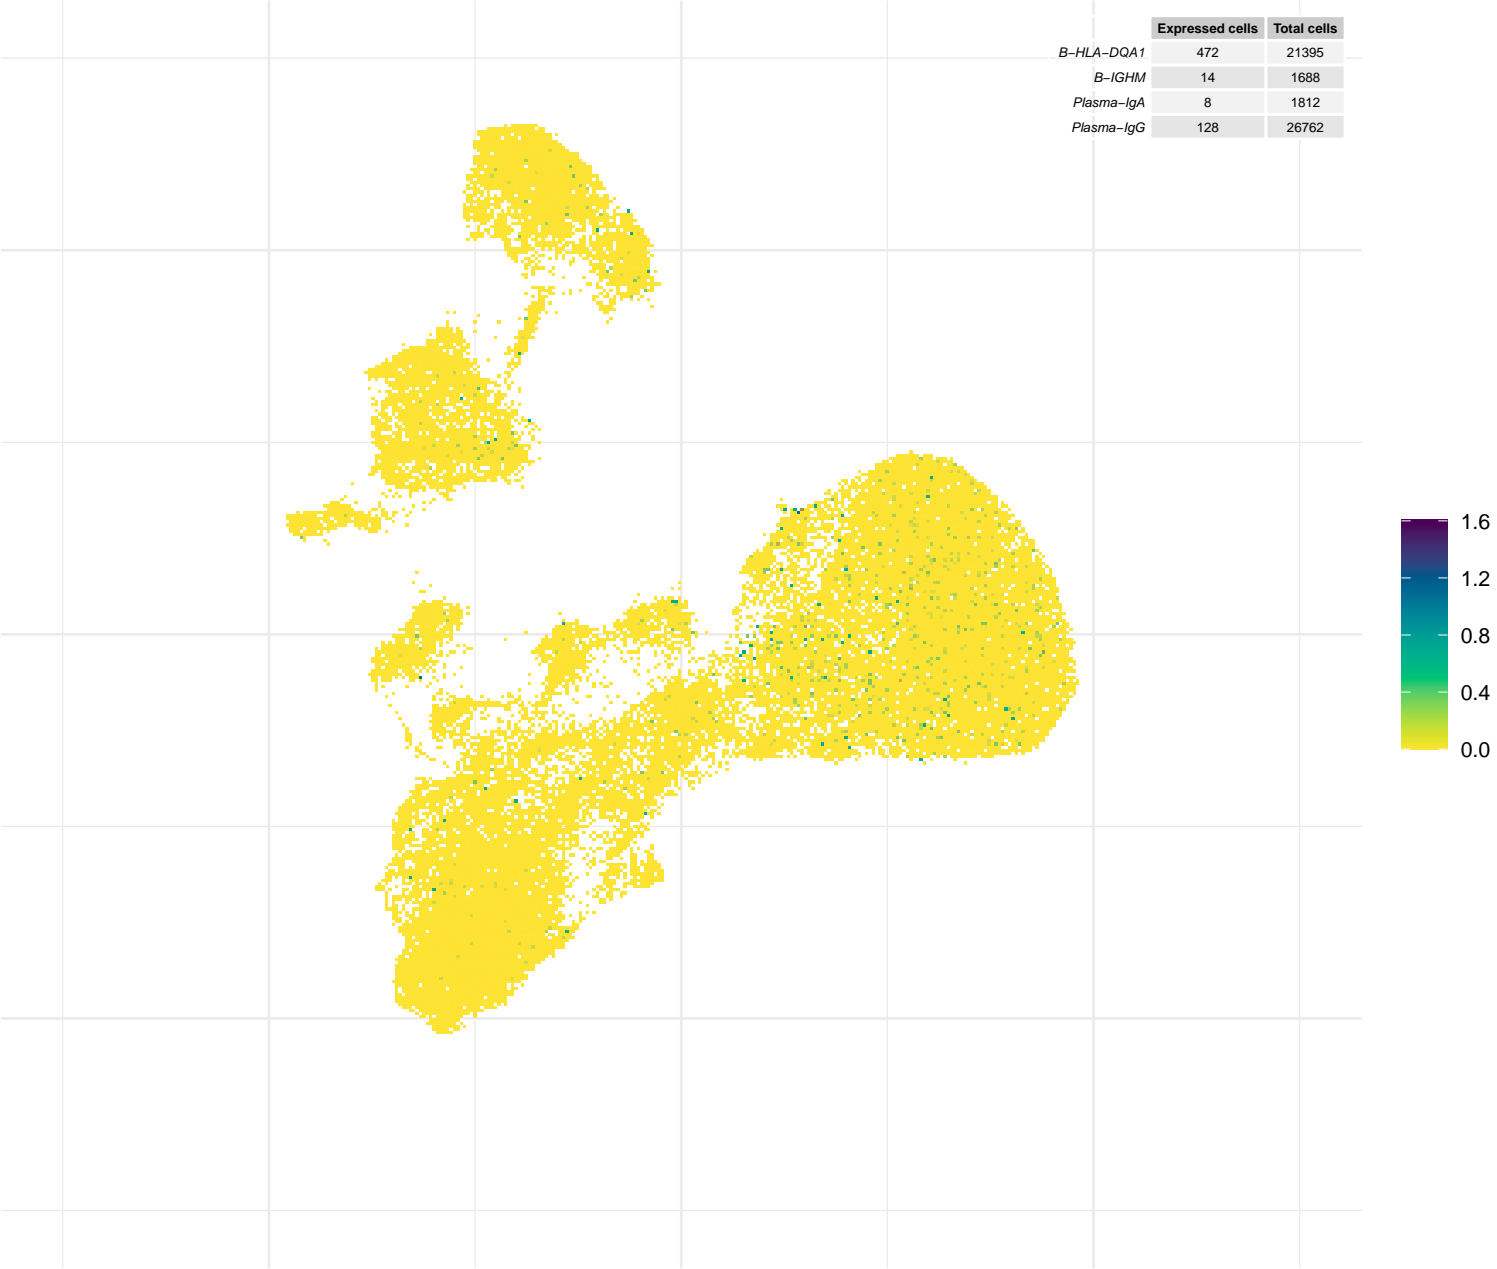 Expressed cells Total cells
B−HLA−DQA1 472 21395
B−IGHM 14 1688
Plasma−IgA 8 1812
Plasma−IgG 128 26762
1.6
1.2
0.8
0.4
0.0